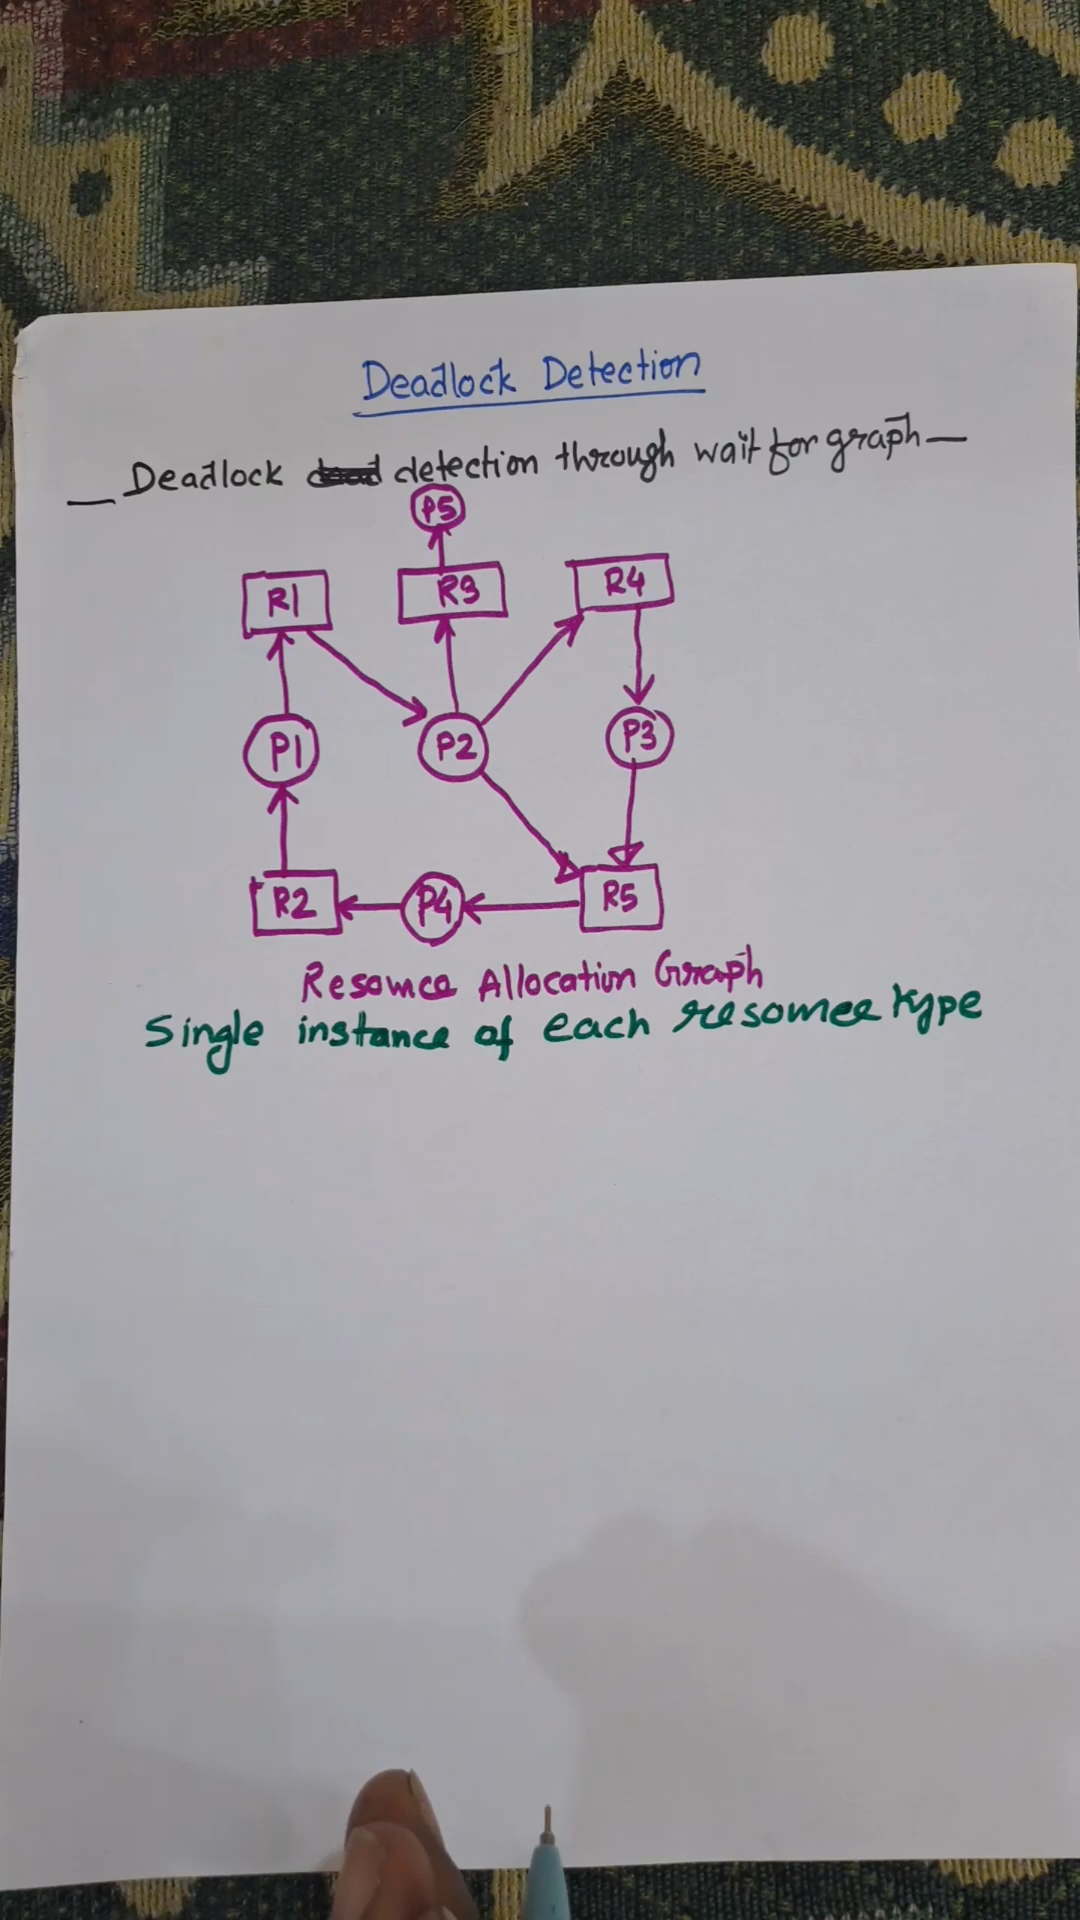 Deadlock Detection
Deadlock detection through wait for graph
P5
R1 R3 R4
P1 P2 P3
R2 P4 R5
Resource Allocation Graph
Single instance of each resource type